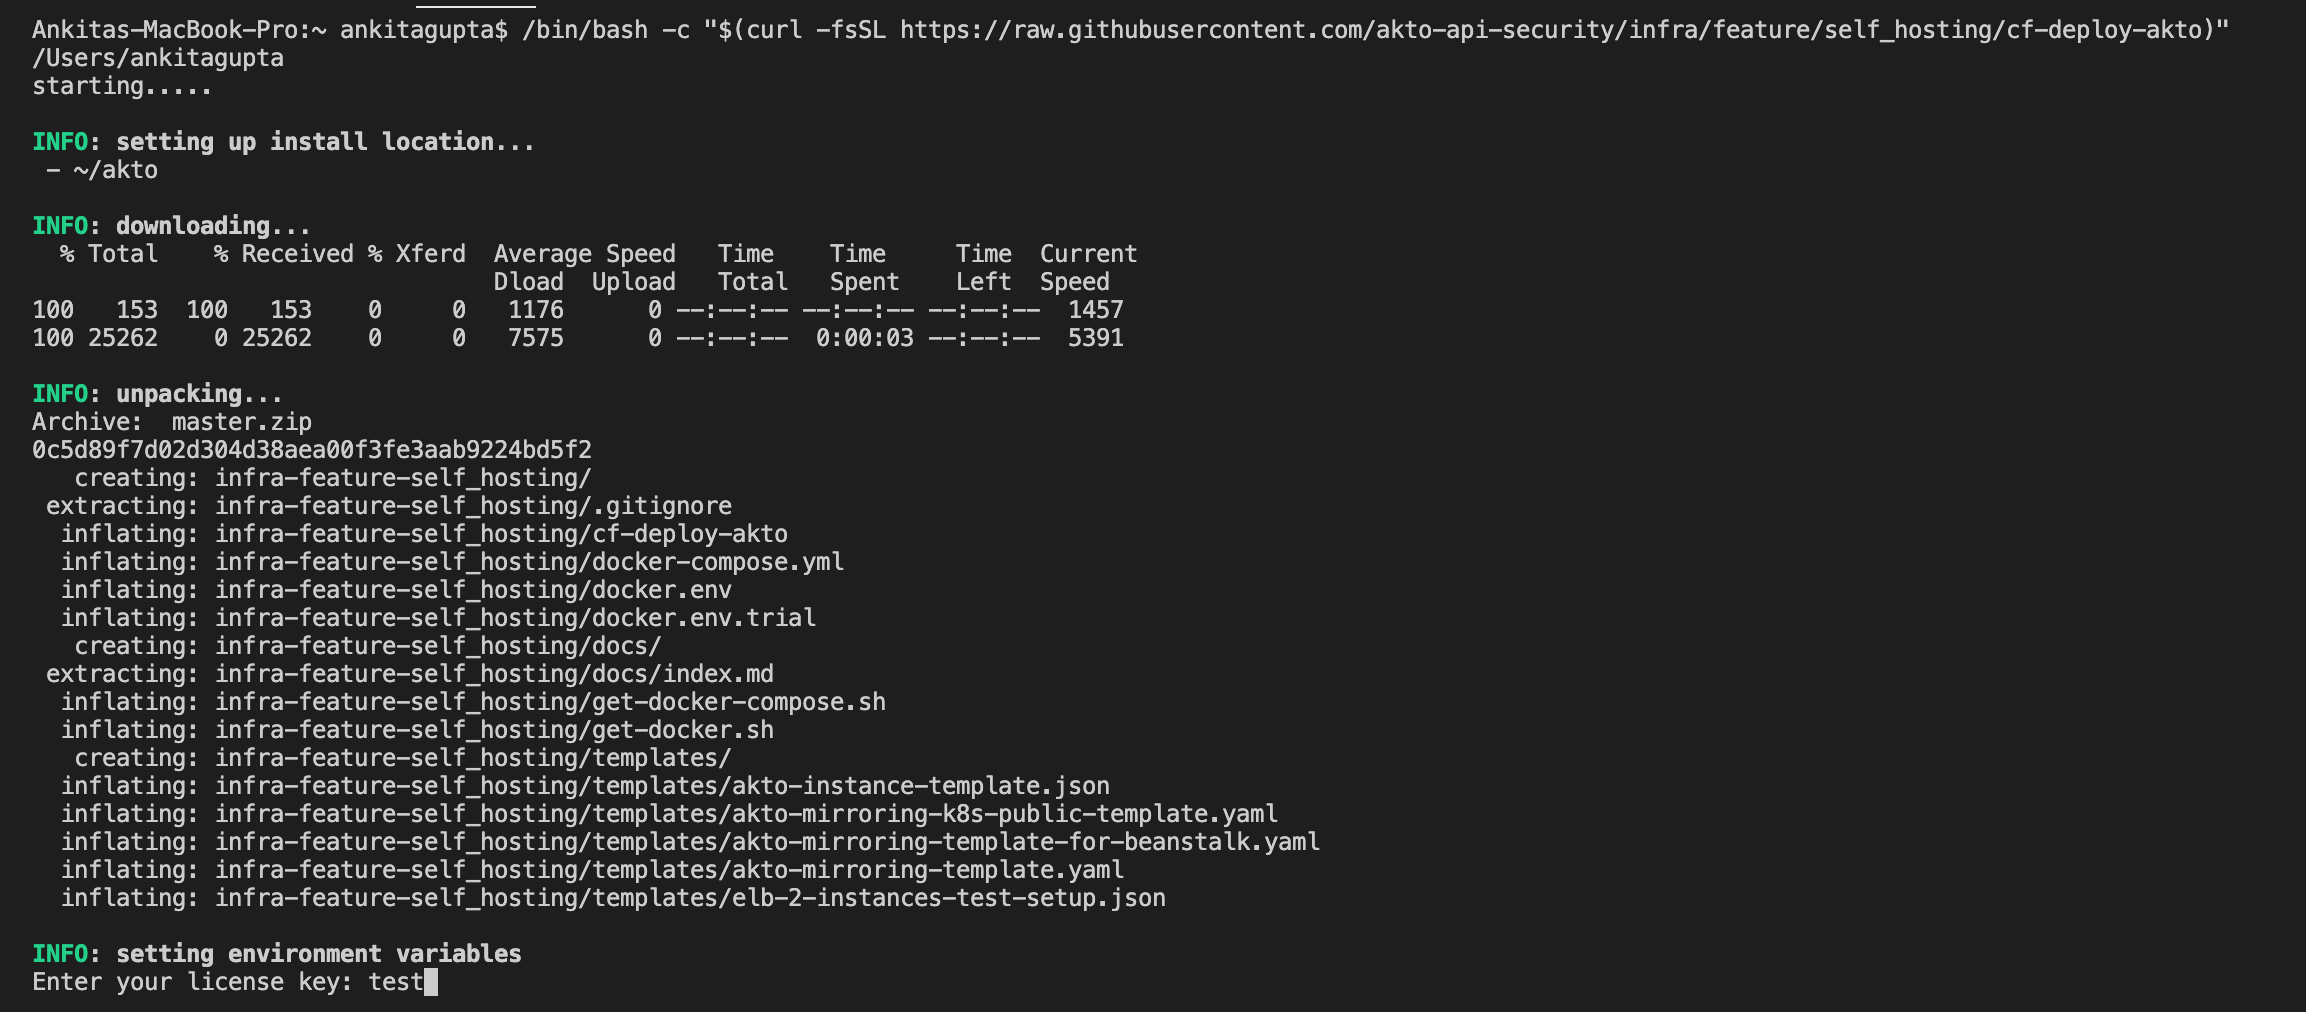 Ankitas-MacBook-Pro:~ ankitagupta$ /bin/bash -c "$(curl -fsSL https://raw.githubusercontent.com/akto-api-security/infra/feature/self_hosting/cf-deploy-akto)"
/Users/ankitagupta
starting.....
INFO: setting up install location...
 - ~/akto
INFO: downloading...
  % Total    % Received % Xferd  Average Speed   Time    Time     Time  Current
                                 Dload  Upload   Total   Spent    Left  Speed
100   153  100   153    0     0   1176      0 --:--:-- --:--:-- --:--:--  1457
100 25262    0 25262    0     0   7575      0 --:--:--  0:00:03 --:--:--  5391
INFO: unpacking...
Archive:  master.zip
0c5d89f7d02d304d38aea00f3fe3aab9224bd5f2
   creating: infra-feature-self_hosting/
 extracting: infra-feature-self_hosting/.gitignore
  inflating: infra-feature-self_hosting/cf-deploy-akto
  inflating: infra-feature-self_hosting/docker-compose.yml
  inflating: infra-feature-self_hosting/docker.env
  inflating: infra-feature-self_hosting/docker.env.trial
   creating: infra-feature-self_hosting/docs/
 extracting: infra-feature-self_hosting/docs/index.md
  inflating: infra-feature-self_hosting/get-docker-compose.sh
  inflating: infra-feature-self_hosting/get-docker.sh
   creating: infra-feature-self_hosting/templates/
  inflating: infra-feature-self_hosting/templates/akto-instance-template.json
  inflating: infra-feature-self_hosting/templates/akto-mirroring-k8s-public-template.yaml
  inflating: infra-feature-self_hosting/templates/akto-mirroring-template-for-beanstalk.yaml
  inflating: infra-feature-self_hosting/templates/akto-mirroring-template.yaml
  inflating: infra-feature-self_hosting/templates/elb-2-instances-test-setup.json
INFO: setting environment variables
Enter your license key: test